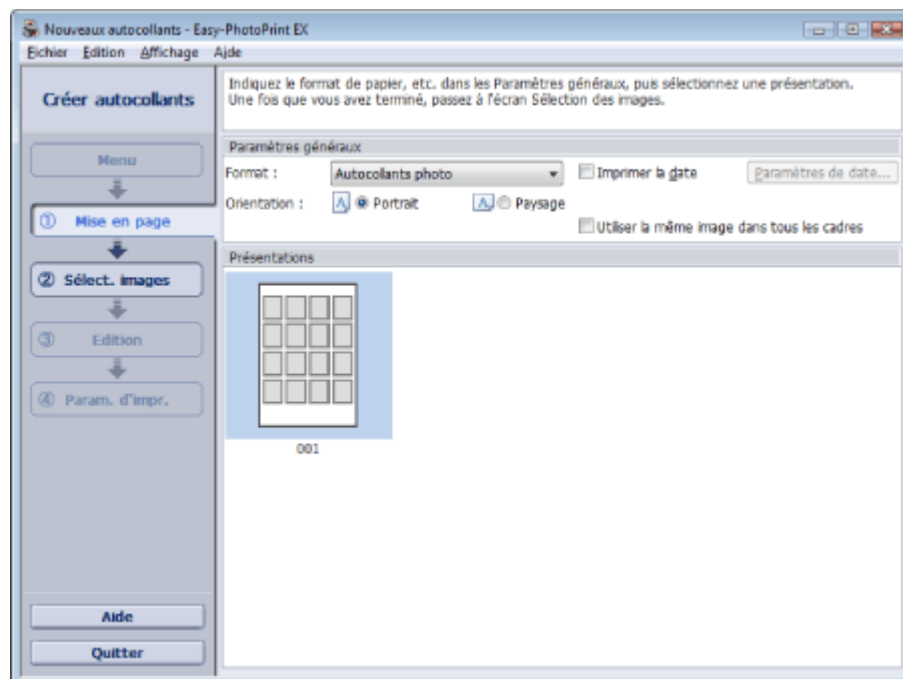 Nouveaux autocollants - Easy-PhotoPrint EX
Eichier Édition Affichage Ajde
Créer autocollants
Indiquez le format de papier, etc. dans les Paramètres généraux, puis sélectionnez une présentation.
Une fois que vous avez terminé, passez à l'écran Sélection des images.
Menu
① Mise en page
② Sélect. images
③ Edition
④ Param. d'impr.
Paramètres généraux
Format : Autocollants photo Imprimer la date Paramètres de date...
Orientation : A Portrait A Paysage
Utiliser la même image dans tous les cadres
Présentations
001
Aide
Quitter